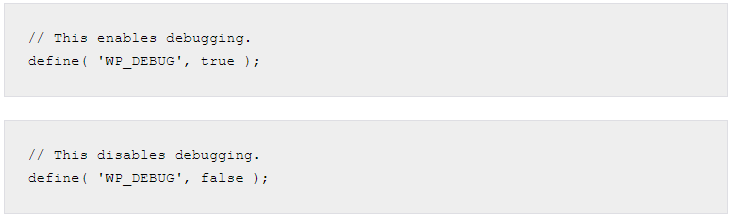 // This enables debugging.
define( 'WP_DEBUG', true );
// This disables debugging.
define( 'WP_DEBUG', false );